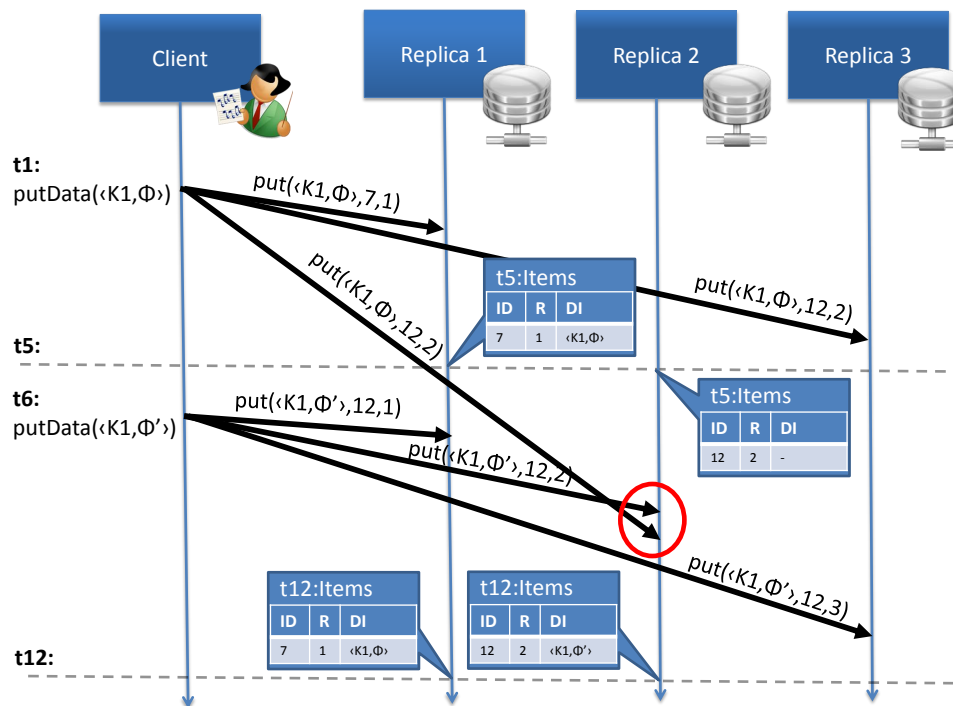 Client
Replica 1
Replica 2
Replica 3
t1:
putData(‹K1,Φ›)
put(‹K1,Φ›,7,1)
put(‹K1,Φ›,12,2)
put(‹K1,Φ›,12,2)
t5:Items
ID R DI
7 1 ‹K1,Φ›
t5:
t5:Items
ID R DI
12 2 -
t6:
putData(‹K1,Φ'›)
put(‹K1,Φ'›,12,1)
put(‹K1,Φ'›,12,2)
put(‹K1,Φ'›,12,3)
t12:Items
ID R DI
7 1 ‹K1,Φ›
t12:Items
ID R DI
12 2 ‹K1,Φ'›
t12: